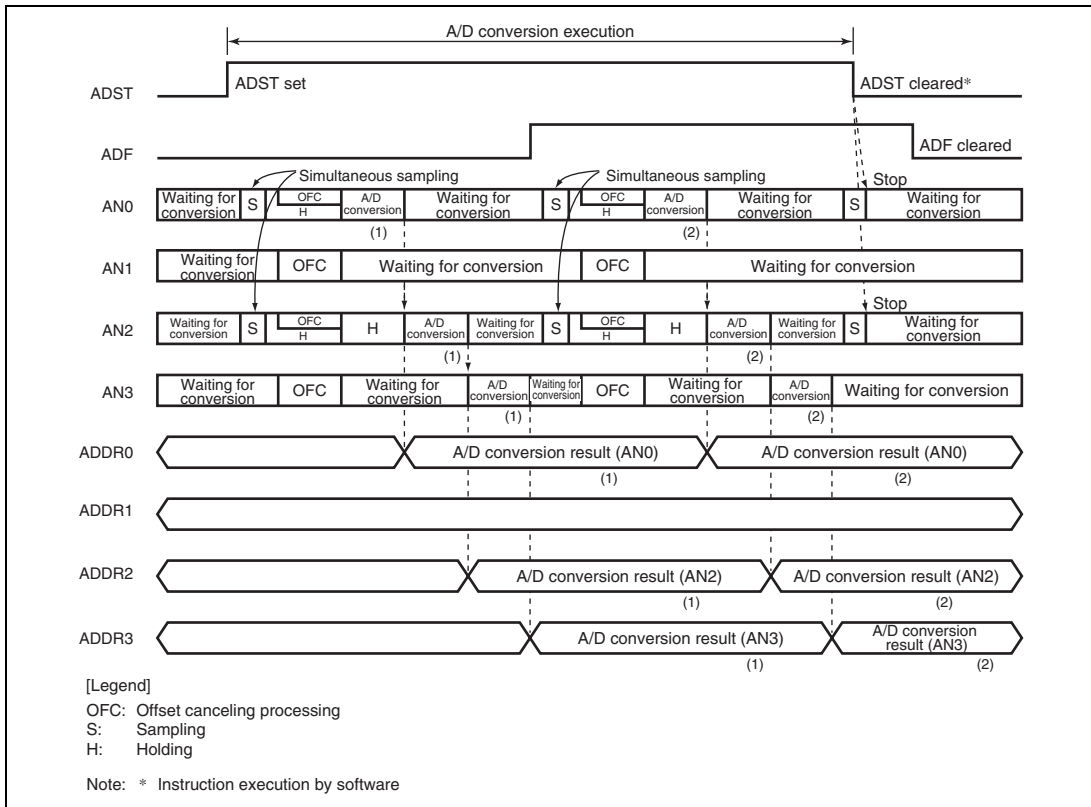 A/D conversion execution
ADST
ADST set
ADST cleared*
ADF
ADF cleared
Simultaneous sampling
Simultaneous sampling
Stop
AN0
Waiting for conversion
S
OFC
H
A/D conversion
Waiting for conversion
S
OFC
H
A/D conversion
Waiting for conversion
S
Waiting for conversion
(1)
(2)
AN1
Waiting for conversion
OFC
Waiting for conversion
OFC
Waiting for conversion
Stop
AN2
Waiting for conversion
S
OFC
H
H
A/D conversion
Waiting for conversion
S
OFC
H
H
A/D conversion
Waiting for conversion
S
Waiting for conversion
(1)
(2)
AN3
Waiting for conversion
OFC
Waiting for conversion
A/D conversion
Waiting for conversion
OFC
Waiting for conversion
A/D conversion
Waiting for conversion
(1)
(2)
ADDR0
A/D conversion result (AN0)
A/D conversion result (AN0)
(1)
(2)
ADDR1
ADDR2
A/D conversion result (AN2)
A/D conversion result (AN2)
(1)
(2)
ADDR3
A/D conversion result (AN3)
A/D conversion result (AN3)
(1)
(2)
[Legend]
OFC: Offset canceling processing
S: Sampling
H: Holding
Note: * Instruction execution by software